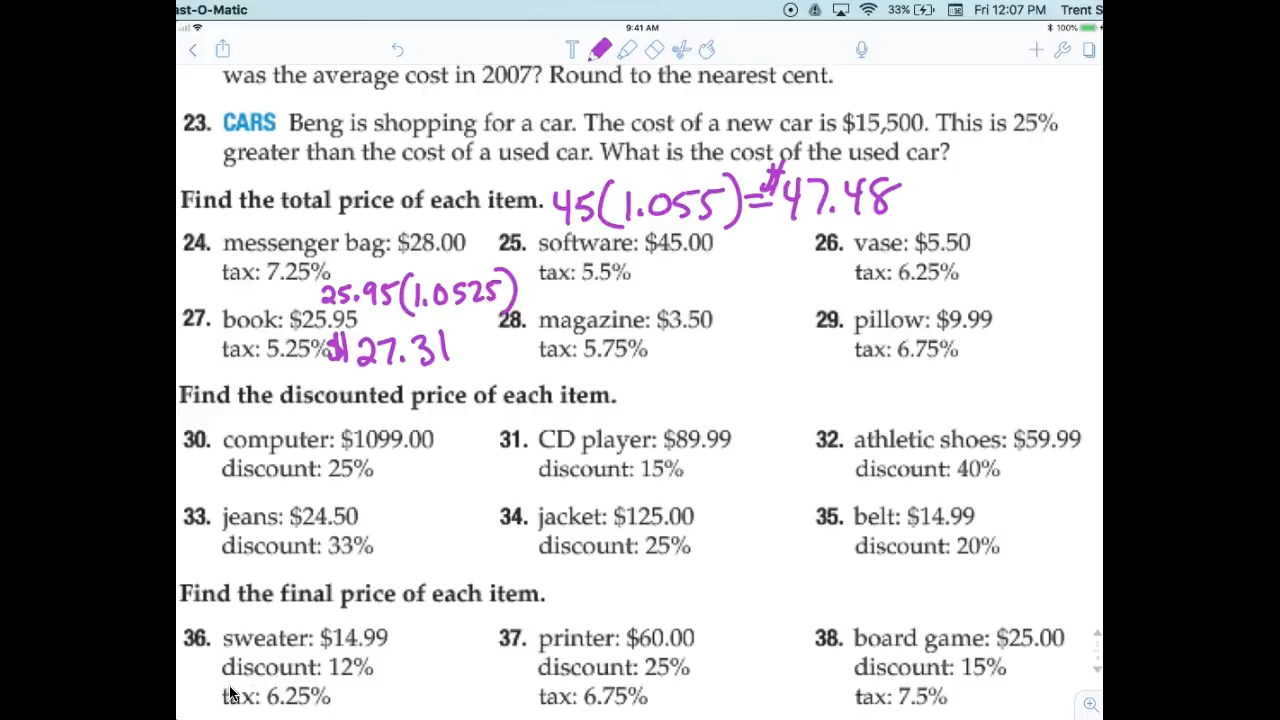 ast-O-Matic 33% Fri 12:07 PM Trent S
9:41 AM 100%
T
was the average cost in 2007? Round to the nearest cent.
23. CARS Beng is shopping for a car. The cost of a new car is $15,500. This is 25%
greater than the cost of a used car. What is the cost of the used car?
Find the total price of each item. 45(1.055)=$47.48
24. messenger bag: $28.00 25. software: $45.00 26. vase: $5.50
tax: 7.25% tax: 5.5% tax: 6.25%
25.95(1.0525)
27. book: $25.95 28. magazine: $3.50 29. pillow: $9.99
tax: 5.25% $27.31 tax: 5.75% tax: 6.75%
Find the discounted price of each item.
30. computer: $1099.00 31. CD player: $89.99 32. athletic shoes: $59.99
discount: 25% discount: 15% discount: 40%
33. jeans: $24.50 34. jacket: $125.00 35. belt: $14.99
discount: 33% discount: 25% discount: 20%
Find the final price of each item.
36. sweater: $14.99 37. printer: $60.00 38. board game: $25.00
discount: 12% discount: 25% discount: 15%
tax: 6.25% tax: 6.75% tax: 7.5%